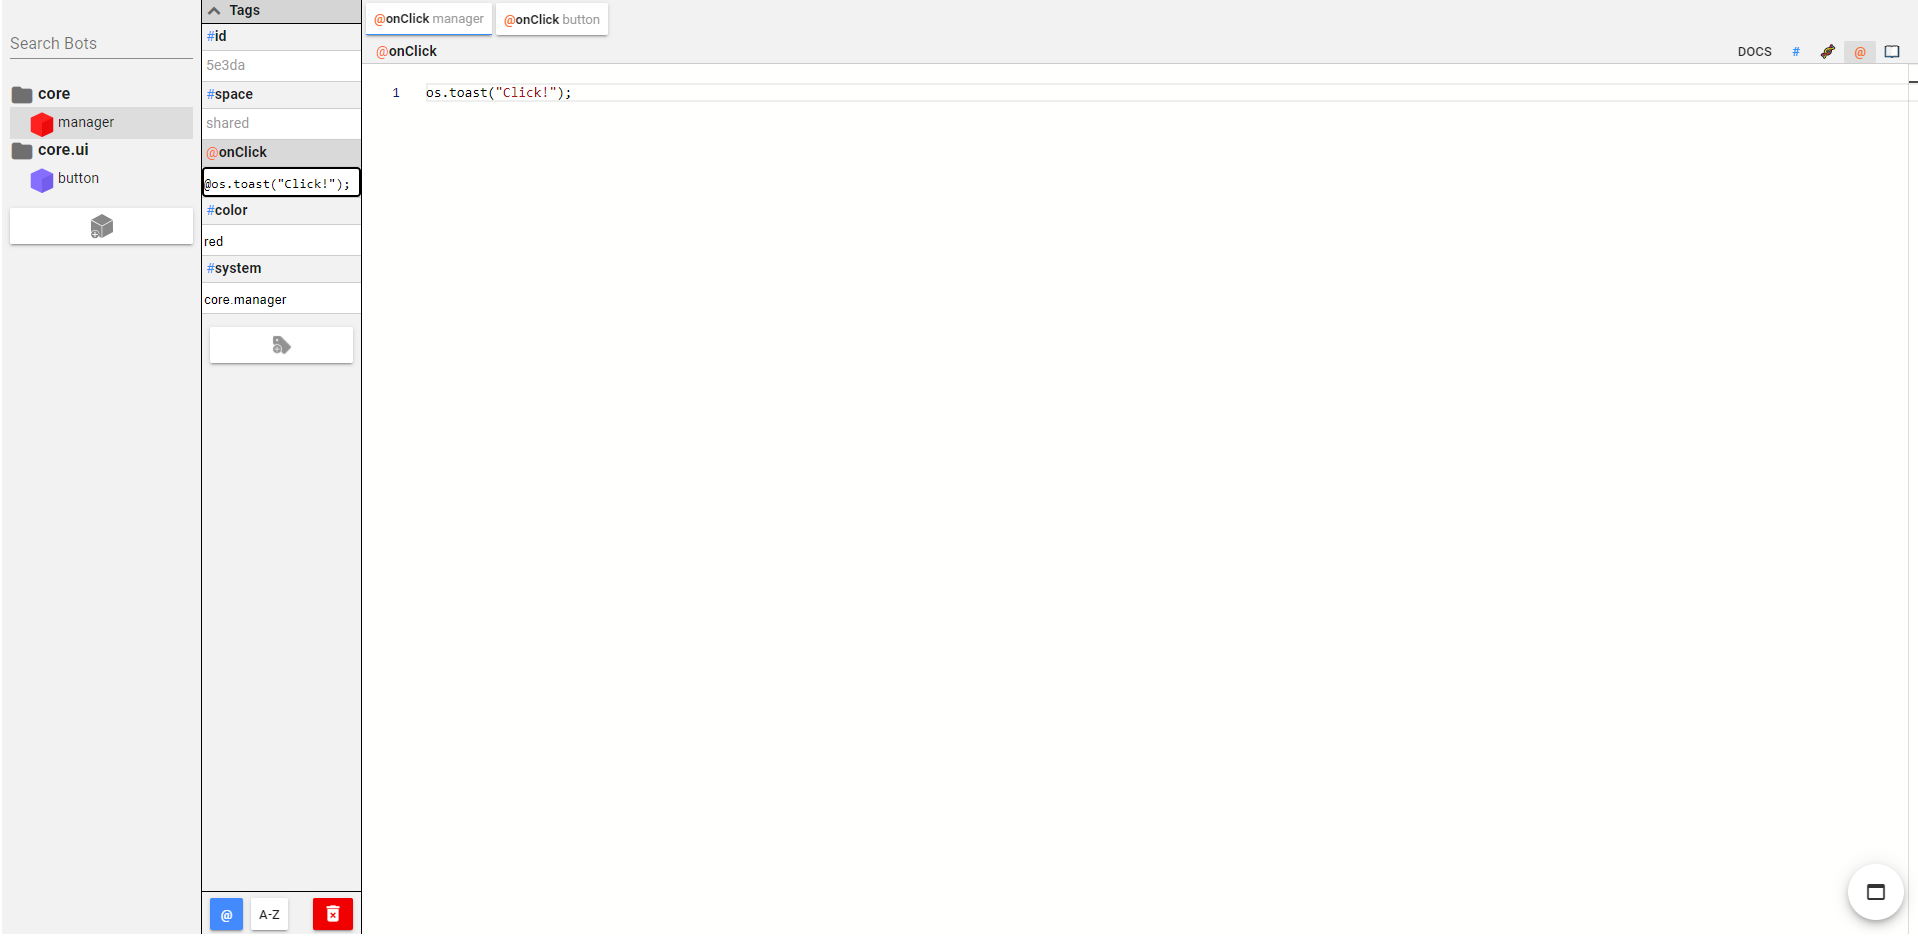 Search Bots
core
manager
core.ui
button
Tags
#id
5e3da
#space
shared
@onClick
@os.toast("Click!");
#color
red
#system
core.manager
@
A-Z
@onClick manager
@onClick button
@onClick
DOCS
#
@
1 os.toast("Click!");